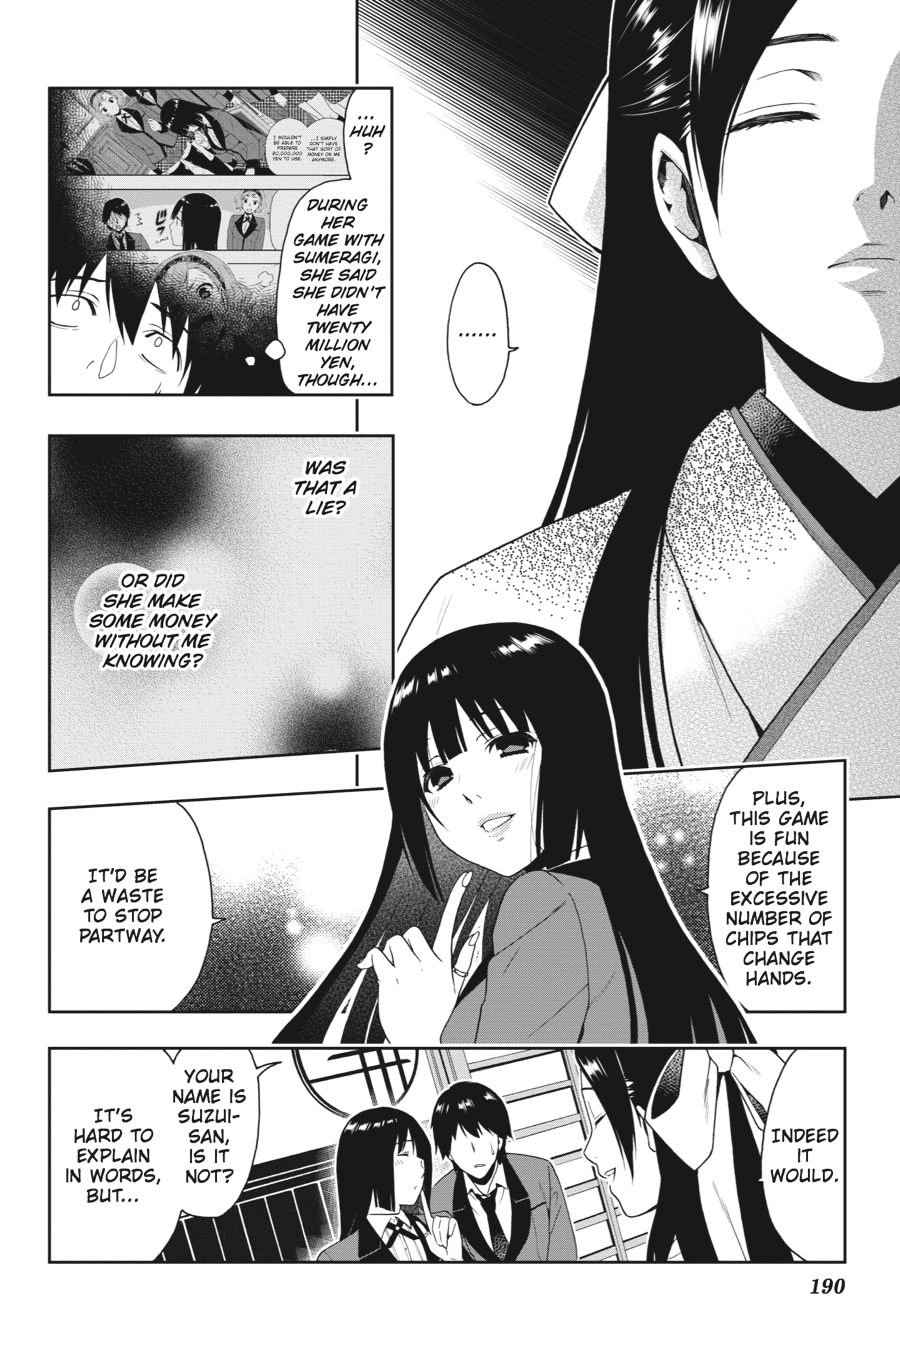 ......
...
HUH
?
...I SIMPLY
DON'T HAVE
THAT SORT OF
MONEY ON ME
ANYMORE.
I WOULDN'T
BE ABLE TO
PREPARE
20,000,000
YEN TO USE.
DURING
HER
GAME WITH
SUMERAGI,
SHE SAID
SHE DIDN'T
HAVE
TWENTY
MILLION
YEN,
THOUGH...
WAS
THAT A
LIE?
OR DID
SHE MAKE
SOME MONEY
WITHOUT ME
KNOWING?
PLUS,
THIS GAME
IS FUN
BECAUSE
OF THE
EXCESSIVE
NUMBER OF
CHIPS THAT
CHANGE
HANDS.
IT'D BE
A WASTE
TO STOP
PARTWAY.
INDEED
IT
WOULD.
YOUR
NAME IS
SUZUI-
SAN,
IS IT
NOT?
IT'S
HARD TO
EXPLAIN
IN WORDS,
BUT...
190